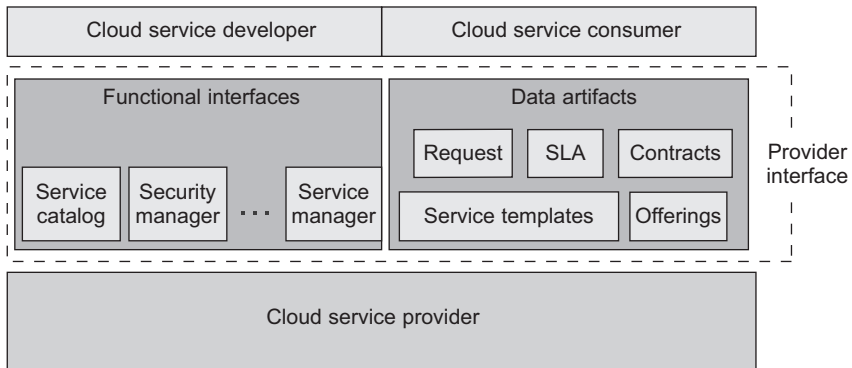 Cloud service developer
Cloud service consumer
Functional interfaces
Data artifacts
Request
SLA
Contracts
Provider
interface
Service
catalog
Security
manager
...
Service
manager
Service templates
Offerings
Cloud service provider